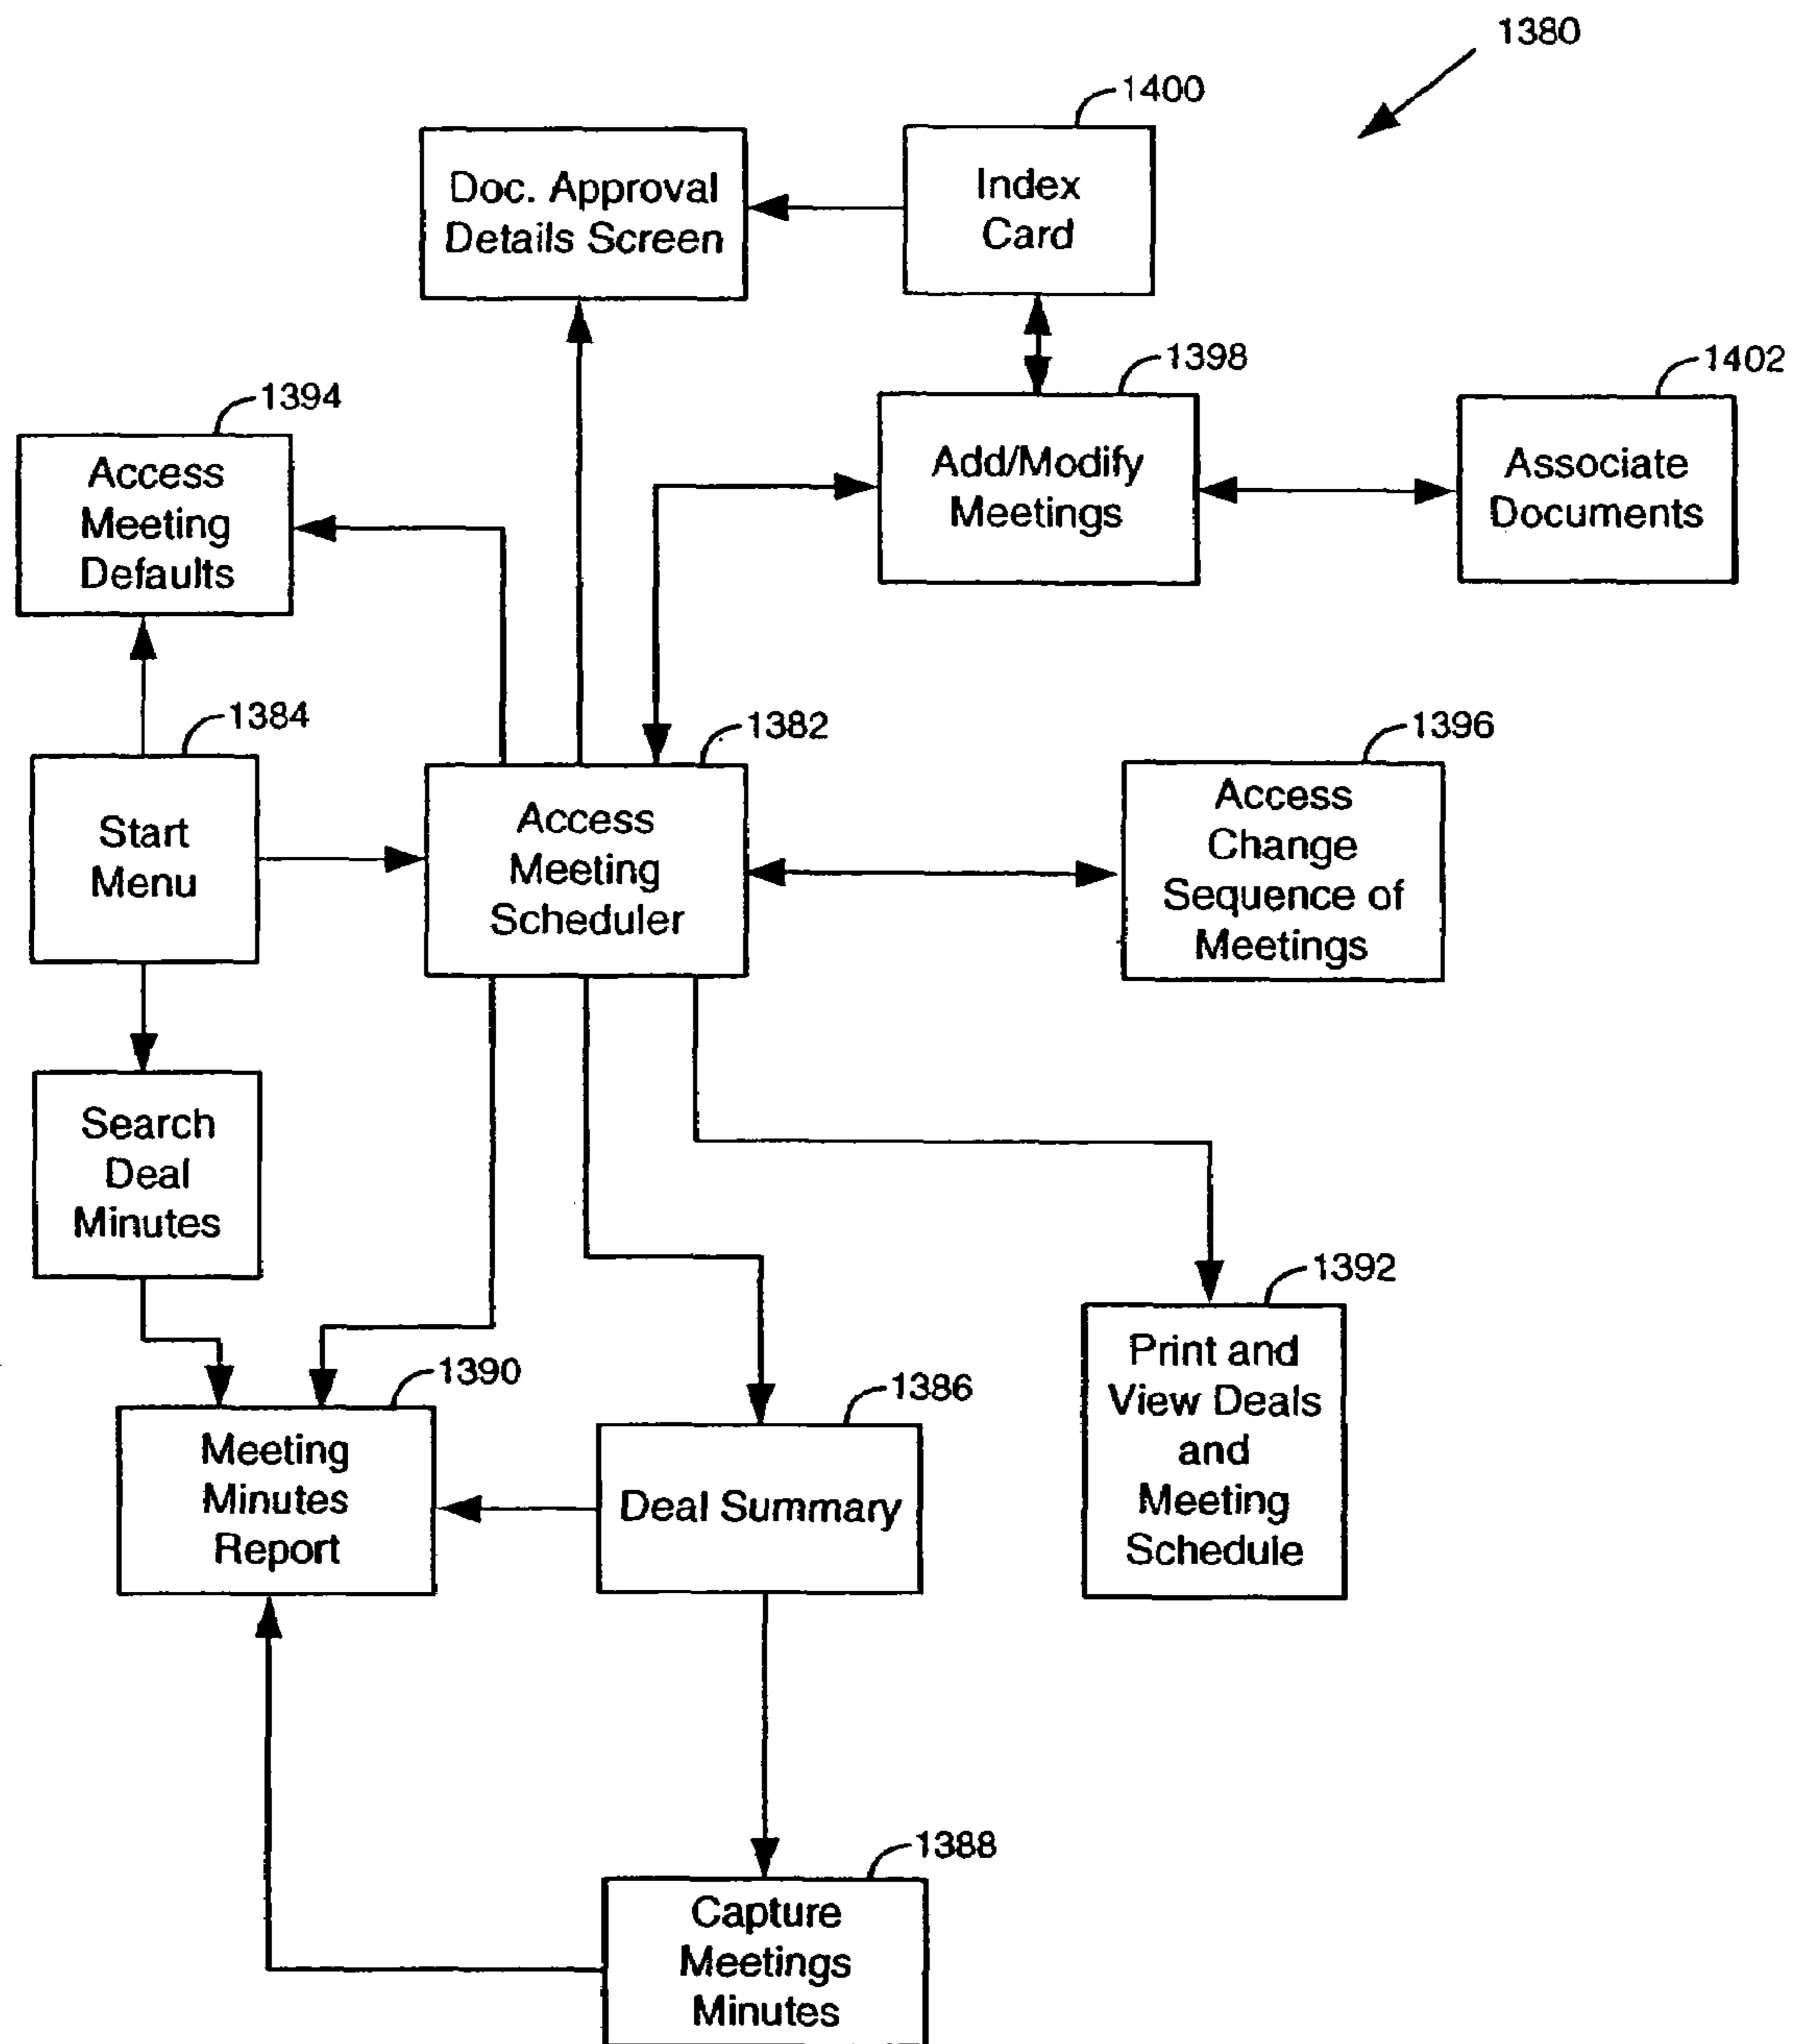 1380
1400
Doc. Approval
Details Screen
Index
Card
1398
1402
1394
Add/Modify
Meetings
Associate
Documents
Access
Meeting
Defaults
1384
1382
1396
Start
Menu
Access
Meeting
Scheduler
Access
Change
Sequence of
Meetings
Search
Deal
Minutes
1392
1390
1386
Print and
View Deals
and
Meeting
Schedule
Meeting
Minutes
Report
Deal Summary
1388
Capture
Meetings
Minutes